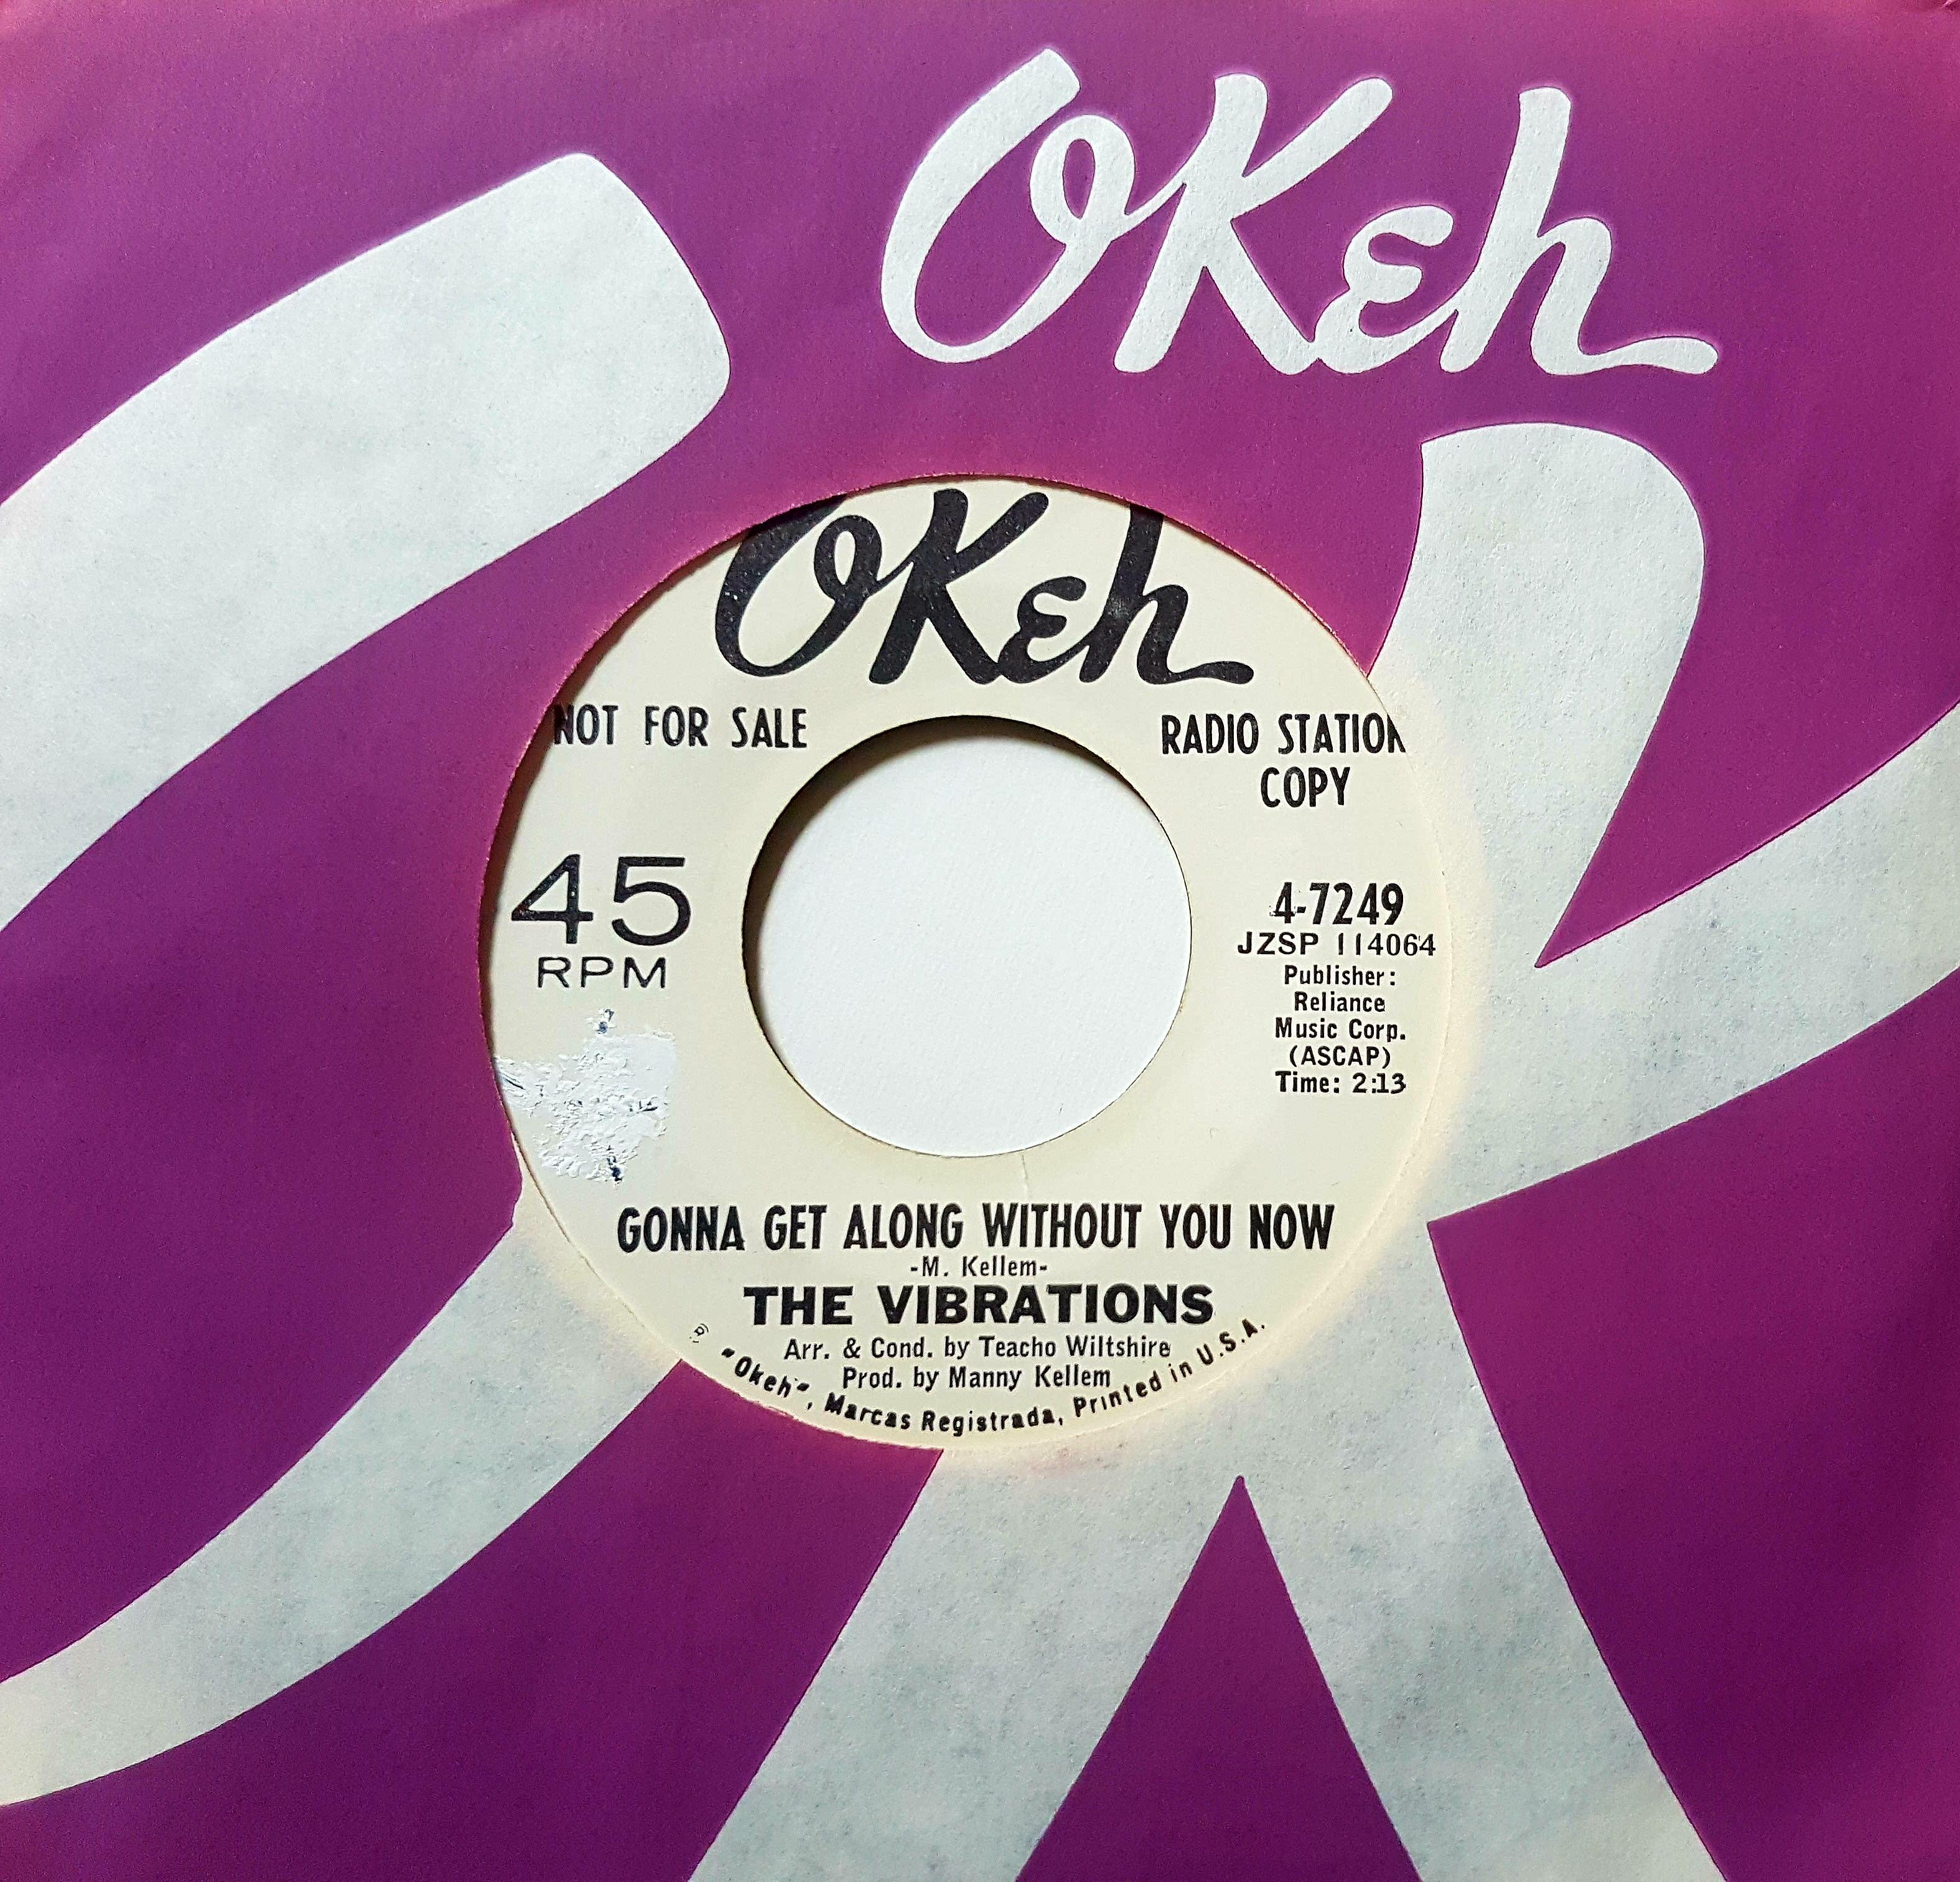 OKeh
OKeh
NOT FOR SALE
RADIO STATION
COPY
45
RPM
4-7249
JZSP 114064
Publisher:
Reliance
Music Corp.
(ASCAP)
Time: 2:13
GONNA GET ALONG WITHOUT YOU NOW
-M. Kellem-
THE VIBRATIONS
Arr. & Cond. by Teacho Wiltshire
Prod. by Manny Kellem
® "Okeh", Marcas Registrada, Printed in U.S.A.